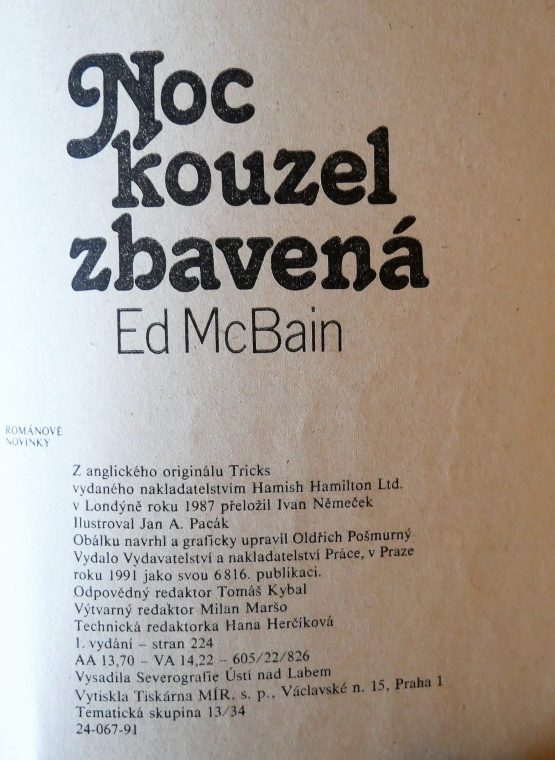 Noc
kouzel
zbavená
Ed McBain
ROMÁNOVÉ
NOVINKY
Z anglického originálu Tricks
vydaného nakladatelstvím Hamish Hamilton Ltd.
v Londýně roku 1987 přeložil Ivan Němeček
Ilustroval Jan A. Pacák
Obálku navrhl a graficky upravil Oldřich Pošmurný
Vydalo Vydavatelství a nakladatelství Práce, v Praze
roku 1991 jako svou 6816. publikaci.
Odpovědný redaktor Tomáš Kybal
Výtvarný redaktor Milan Maršo
Technická redaktorka Hana Herčíková
1. vydání – stran 224
AA 13,70 – VA 14,22 – 605/22/826
Vysadila Severografie Ústí nad Labem
Vytiskla Tiskárna MÍR, s. p., Václavské n. 15, Praha 1
Tematická skupina 13/34
24-067-91